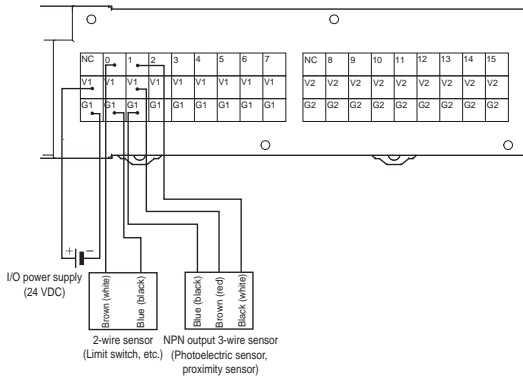 NC 0 1 2 3 4 5 6 7 NC 8 9 10 11 12 13 14 15
V1 V1 V1 V1 V1 V1 V1 V1 V1 V2 V2 V2 V2 V2 V2 V2 V2 V2
G1 G1 G1 G1 G1 G1 G1 G1 G1 G2 G2 G2 G2 G2 G2 G2 G2 G2
+ −
I/O power supply
(24 VDC)
Brown (white)
Blue (black)
Blue (black)
Brown (red)
Black (white)
2-wire sensor
(Limit switch, etc.)
NPN output 3-wire sensor
(Photoelectric sensor,
proximity sensor)